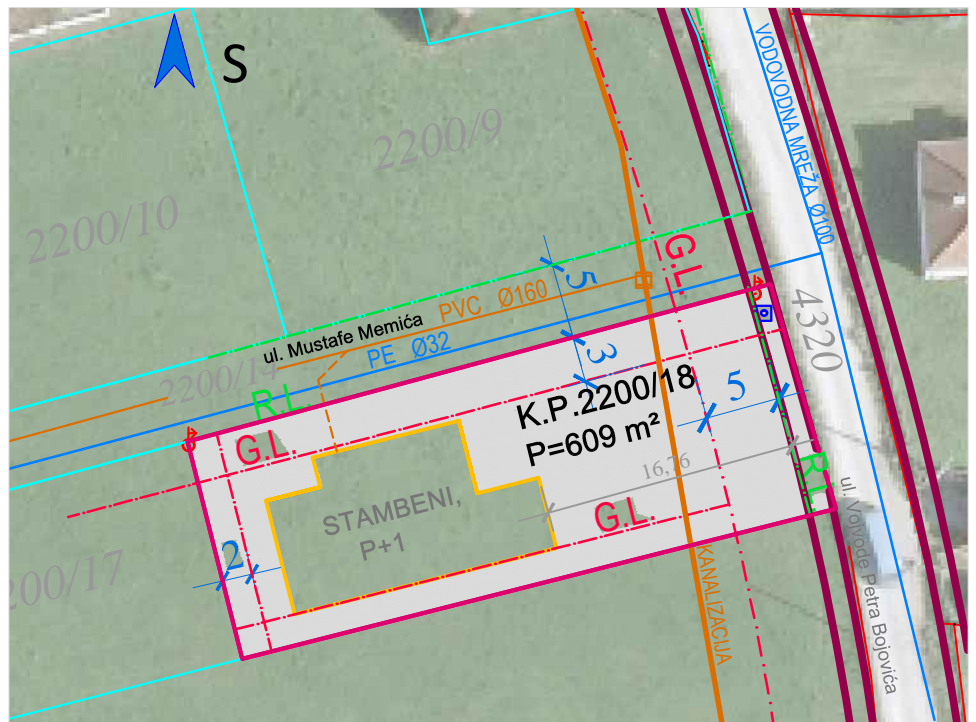 S
2200/9
VODOVODNA MREŽA Ø100
2200/10
G.L.
5
PVC Ø160
ul. Mustafe Memića
PE Ø32
4320
3
2200/14
R.L
K.P.2200/18
P=609 m²
5
G.L
16,76
R.L
STAMBENI,
P+1
G.L.
ul. Vojvode Petra Bojovića
2
200/17
KANALIZACIJA